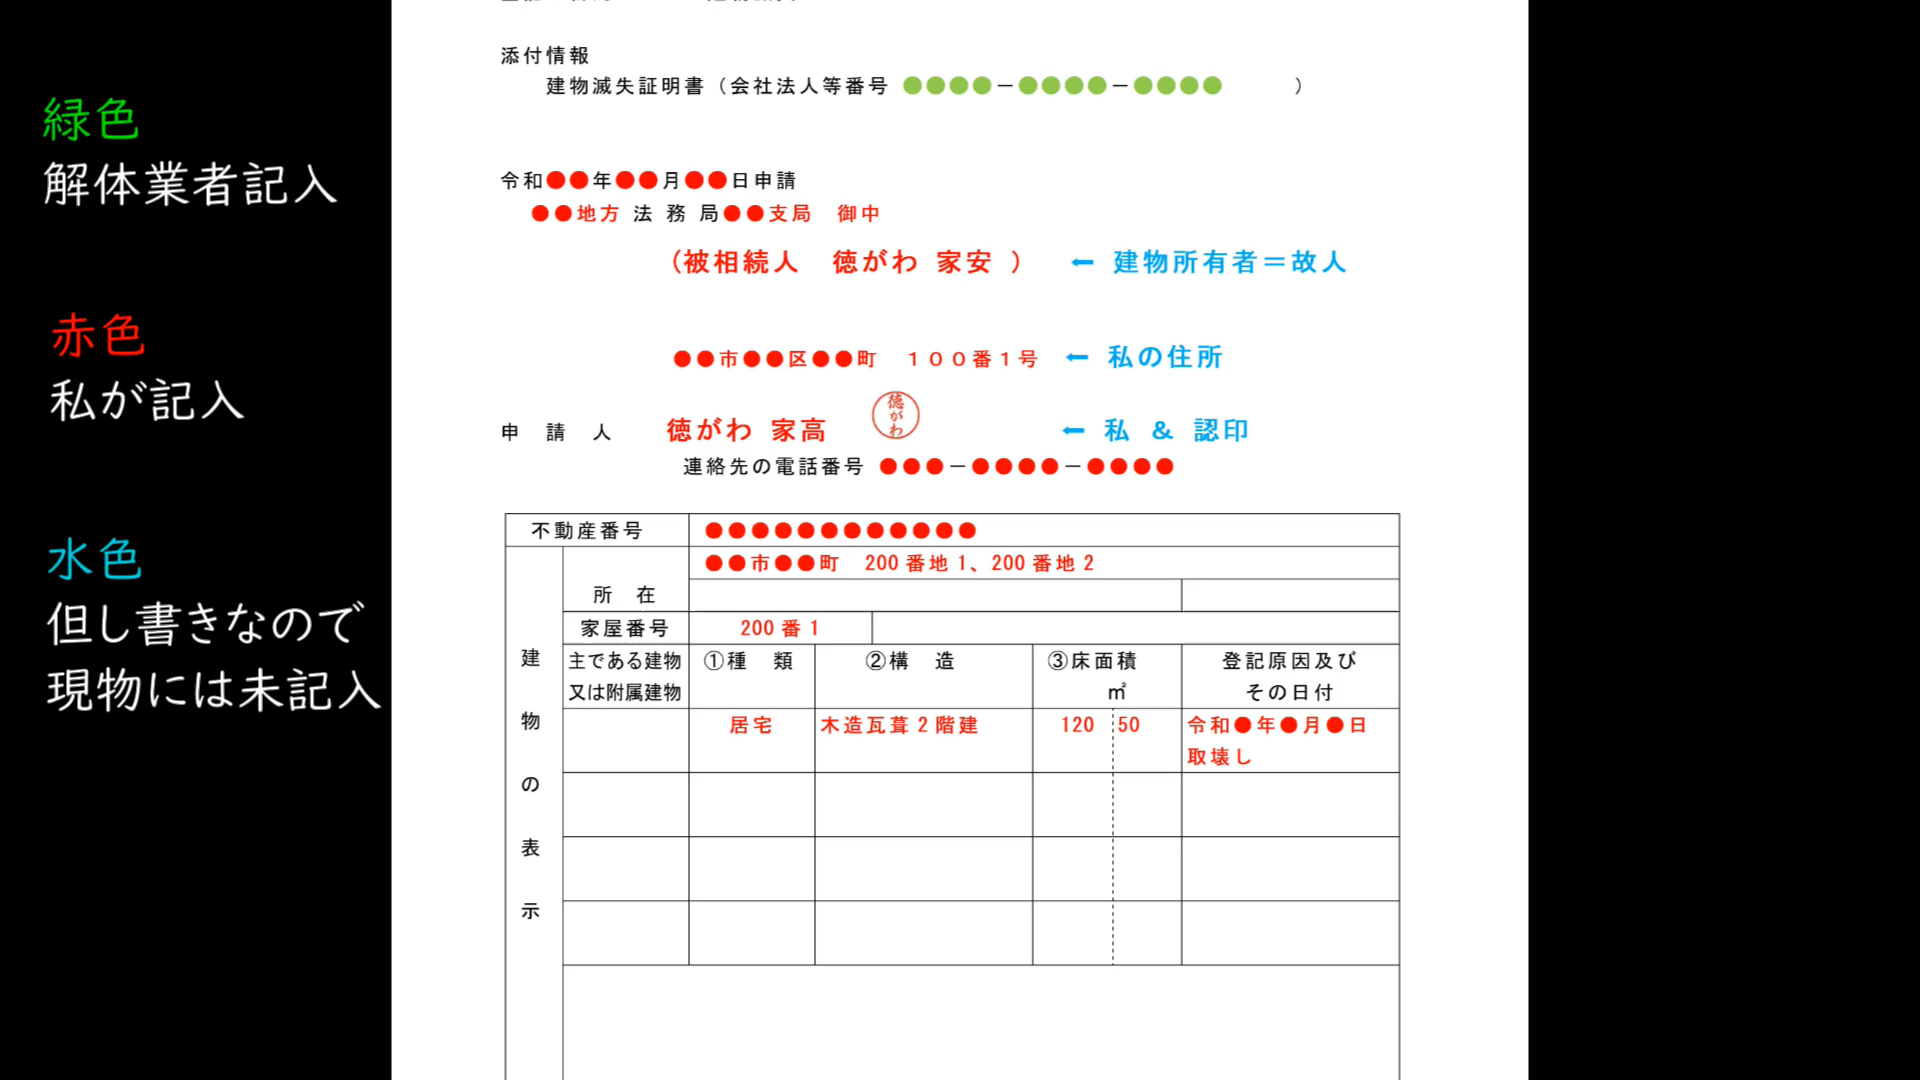 緑色
解体業者記入
赤色
私が記入
水色
但し書きなので
現物には未記入
添付情報
建物滅失証明書（会社法人等番号 ●●●●－●●●●－●●●●　　　）
令和●●年●●月●●日申請
●●地方 法 務 局●●支局　御中
（被相続人　徳がわ 家安 ）　← 建物所有者＝故人
●●市●●区●●町　１００番１号　← 私の住所
徳がわ
申　請　人　徳がわ 家高　← 私 ＆ 認印
連絡先の電話番号 ●●●－●●●●－●●●●
不動産番号　●●●●●●●●●●●●
●●市●●町　200 番地 1、200 番地 2
所　在
家屋番号　200 番 1
建物の表示
主である建物又は附属建物　①種　類　②構　造　③床面積 ㎡　登記原因及びその日付
居宅　木造瓦葺 2 階建　120 50　令和●年●月●日
取壊し